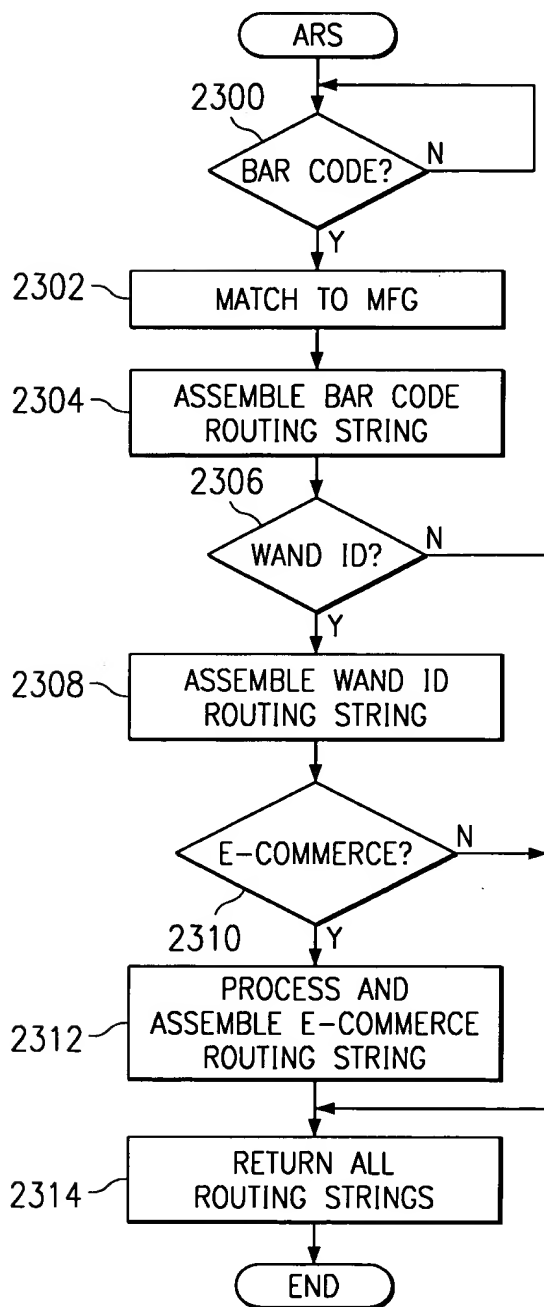 ARS
2300
BAR CODE?
N
Y
2302
MATCH TO MFG
2304
ASSEMBLE BAR CODE
ROUTING STRING
2306
WAND ID?
N
Y
2308
ASSEMBLE WAND ID
ROUTING STRING
E-COMMERCE?
N
2310
Y
2312
PROCESS AND
ASSEMBLE E-COMMERCE
ROUTING STRING
2314
RETURN ALL
ROUTING STRINGS
END